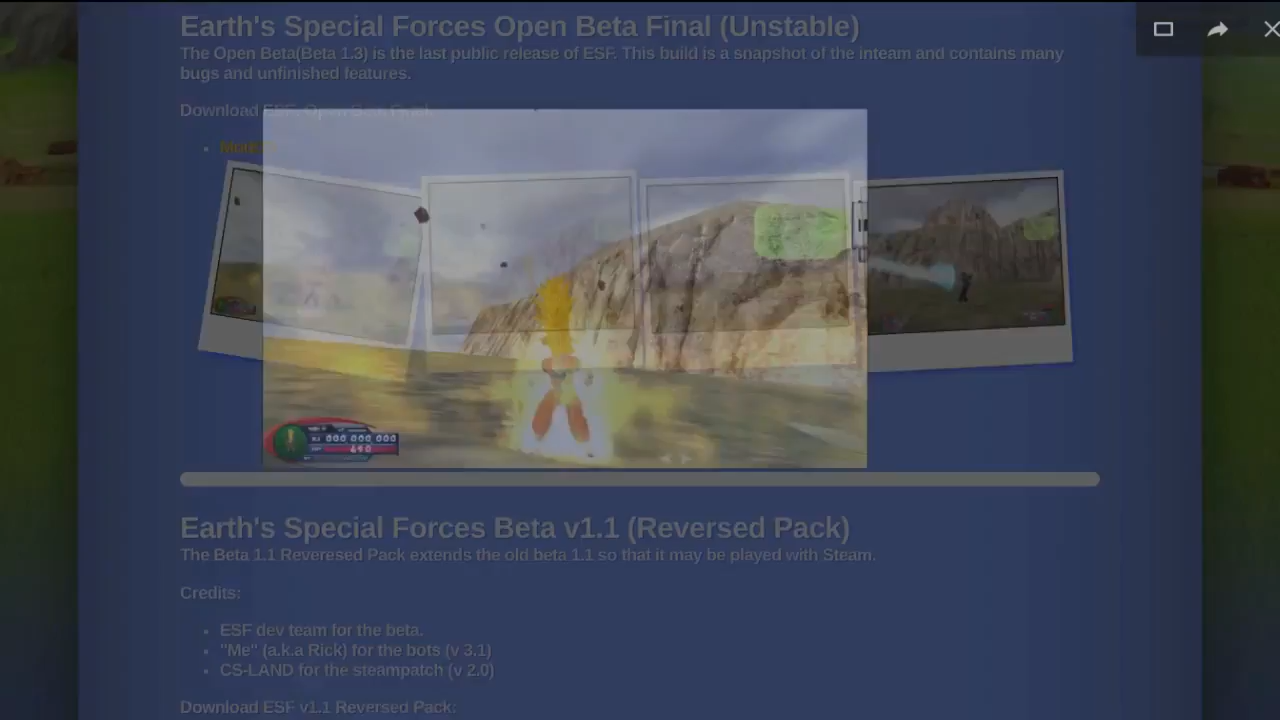 Earth's Special Forces Open Beta Final (Unstable)
The Open Beta(Beta 1.3) is the last public release of ESF. This build is a snapshot of the inteam and contains many
bugs and unfinished features.
Download ESF: Open Beta Final:
Earth's Special Forces Beta v1.1 (Reversed Pack)
The Beta 1.1 Reveresed Pack extends the old beta 1.1 so that it may be played with Steam.
Credits:
ESF dev team for the beta.
"Me" (a.k.a Rick) for the bots (v 3.1)
CS-LAND for the steampatch (v 2.0)
Download ESF v1.1 Reversed Pack: